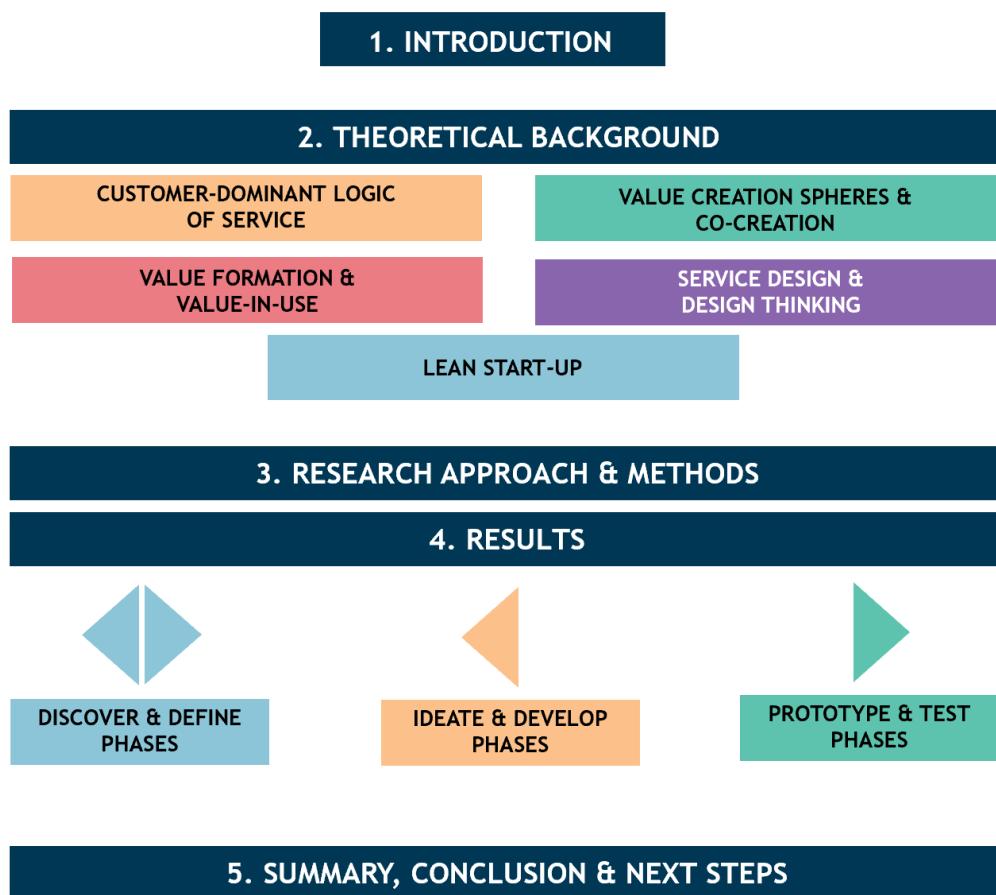 1. INTRODUCTION
2. THEORETICAL BACKGROUND
CUSTOMER-DOMINANT LOGIC
OF SERVICE
VALUE CREATION SPHERES &
CO-CREATION
VALUE FORMATION &
VALUE-IN-USE
SERVICE DESIGN &
DESIGN THINKING
LEAN START-UP
3. RESEARCH APPROACH & METHODS
4. RESULTS
DISCOVER & DEFINE
PHASES
IDEATE & DEVELOP
PHASES
PROTOTYPE & TEST
PHASES
5. SUMMARY, CONCLUSION & NEXT STEPS